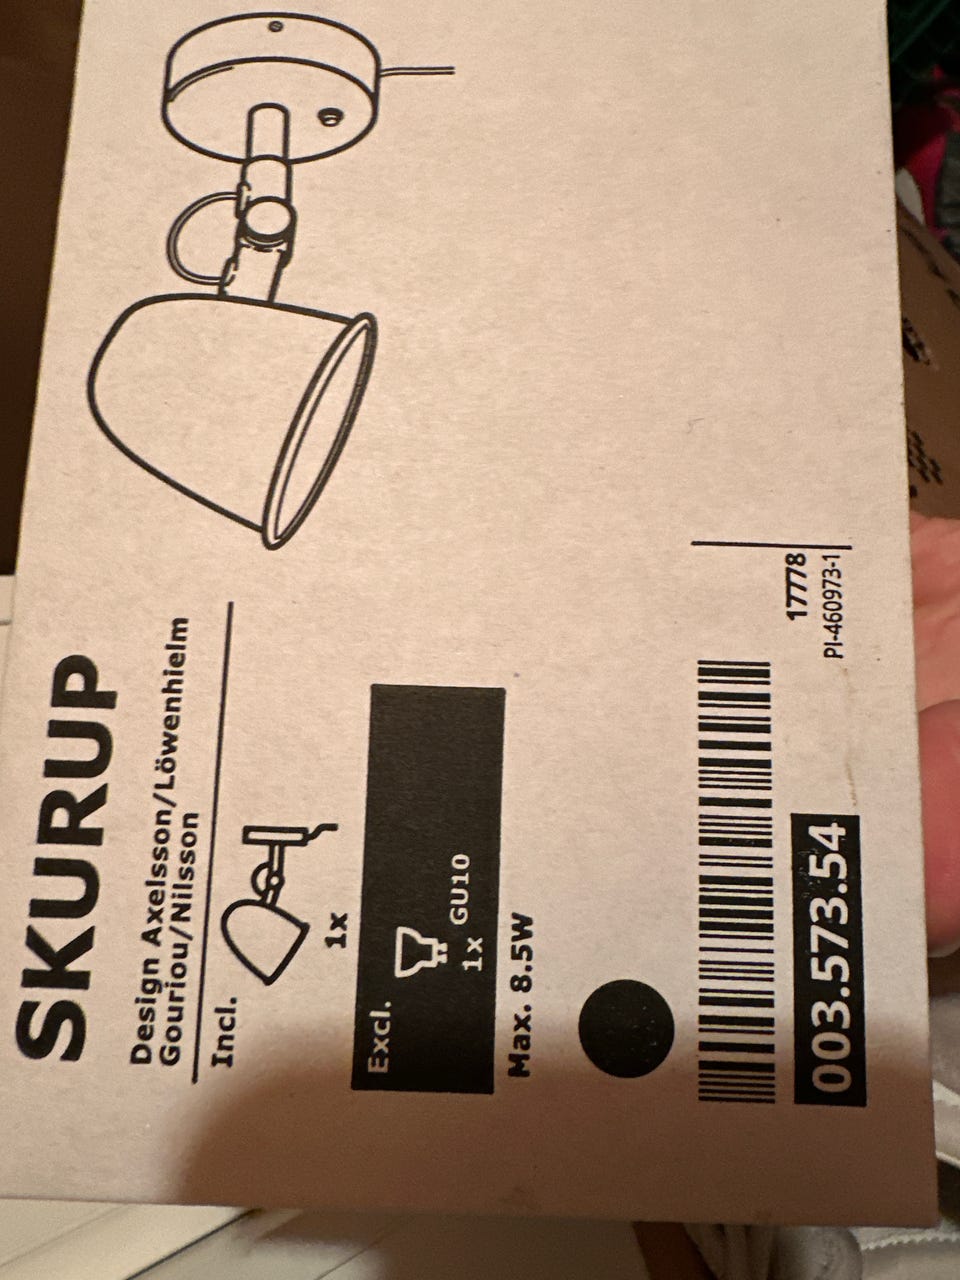 SKURUP
Design Axelsson/Löwenhielm
Gouriou/Nilsson
Incl.
1x
Excl.
1x GU10
Max. 8.5W
003.573.54
17778
PI-460973-1